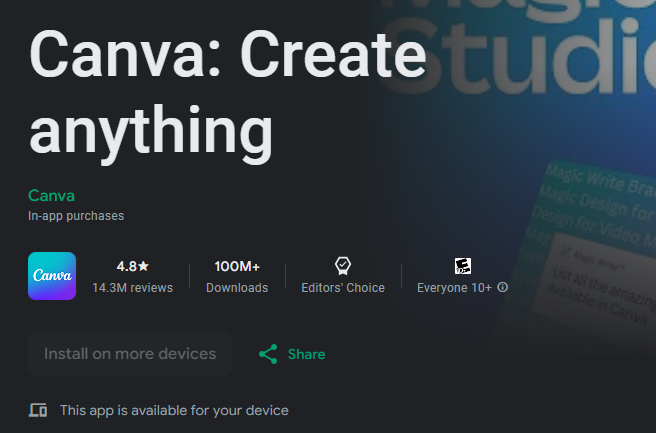 Canva: Create
anything
Magic
Studio
Canva
In-app purchases
Canva
4.8★
14.3M reviews
100M+
Downloads
Editors' Choice
E
Everyone 10+
Magic Write
Magic Design for
Design for Video
Magic Write
List all the amazing
available in Canva
Install on more devices
Share
This app is available for your device